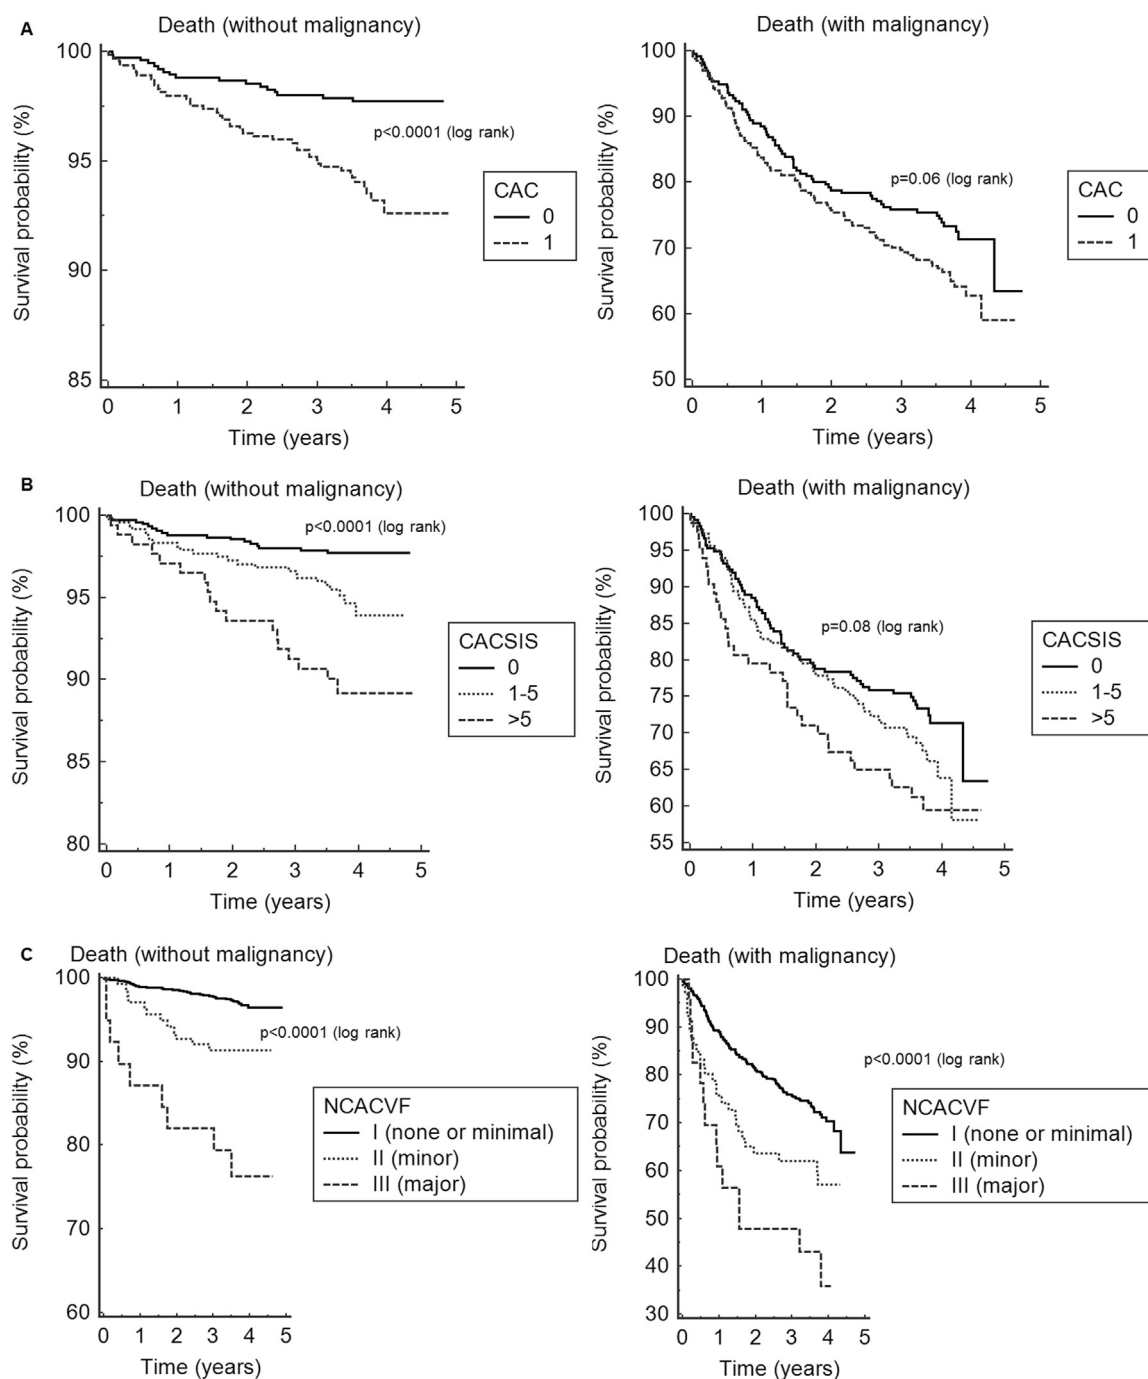 A
Death (without malignancy)
Survival probability (%)
100
95
90
85
p<0.0001 (log rank)
CAC
0
1
0 1 2 3 4 5
Time (years)
Death (with malignancy)
Survival probability (%)
100
90
80
70
60
50
p=0.06 (log rank)
CAC
0
1
0 1 2 3 4 5
Time (years)
B
Death (without malignancy)
Survival probability (%)
100
95
90
85
80
p<0.0001 (log rank)
CACSIS
0
1-5
>5
0 1 2 3 4 5
Time (years)
Death (with malignancy)
Survival probability (%)
100
95
90
85
80
75
70
65
60
55
p=0.08 (log rank)
CACSIS
0
1-5
>5
0 1 2 3 4 5
Time (years)
C
Death (without malignancy)
Survival probability (%)
100
90
80
70
60
p<0.0001 (log rank)
NCACVF
I (none or minimal)
II (minor)
III (major)
0 1 2 3 4 5
Time (years)
Death (with malignancy)
Survival probability (%)
100
90
80
70
60
50
40
30
p<0.0001 (log rank)
NCACVF
I (none or minimal)
II (minor)
III (major)
0 1 2 3 4 5
Time (years)